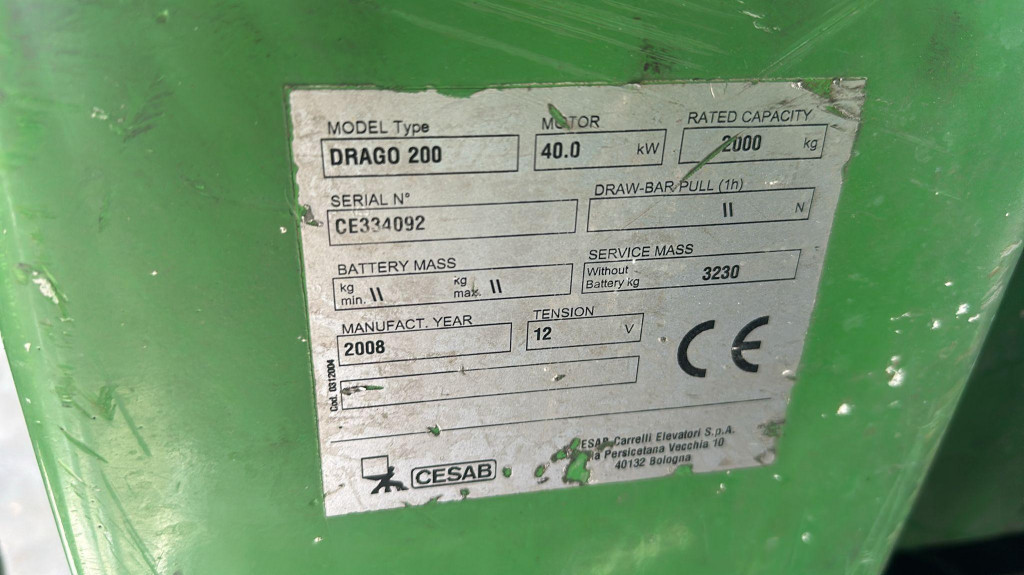 MODEL Type
DRAGO 200
MOTOR
40.0 kW
RATED CAPACITY
2000 kg
SERIAL N°
CE334092
DRAW-BAR PULL (1h)
II N
BATTERY MASS
kg min. II kg max. II
SERVICE MASS
Without
Battery kg 3230
MANUFACT. YEAR
2008
TENSION
12 V
Cod. 0312004
CE
CESAB
Carrelli Elevatori S.p.A.
Persicetana Vecchia 10
40132 Bologna